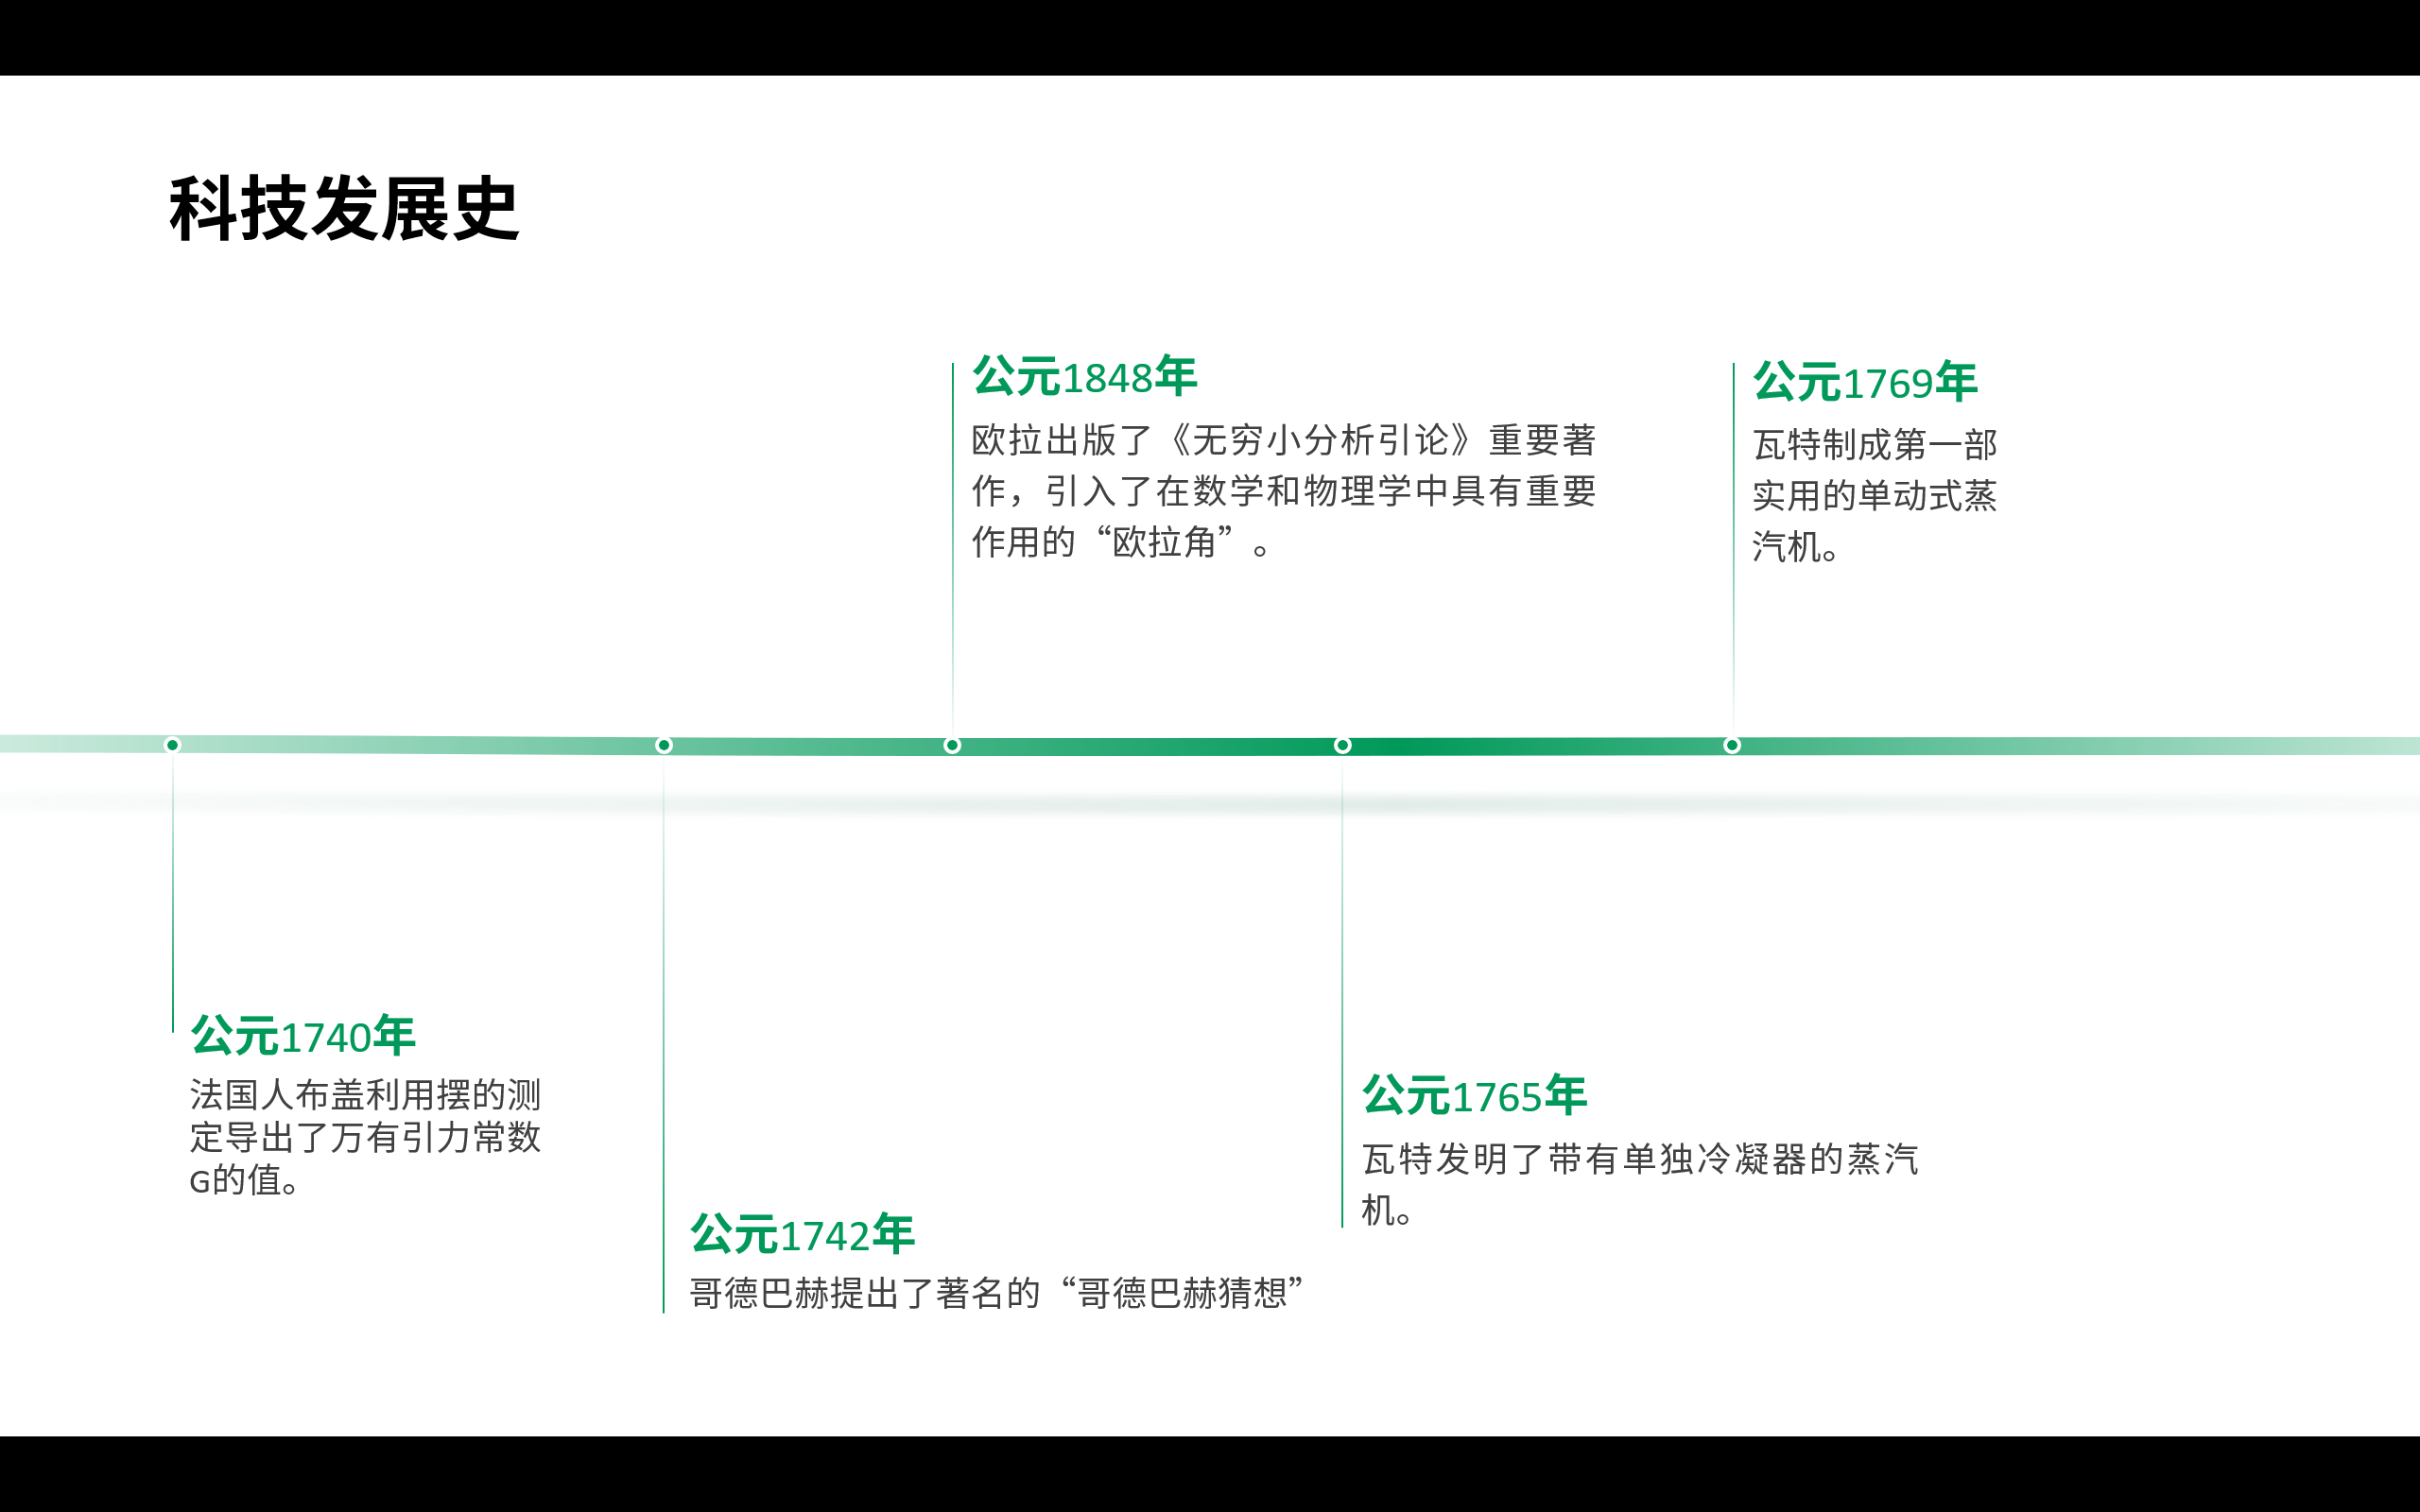 科技发展史
公元1848年
欧拉出版了《无穷小分析引论》重要著
作，引入了在数学和物理学中具有重要
作用的“欧拉角”。
公元1769年
瓦特制成第一部
实用的单动式蒸
汽机。
公元1740年
法国人布盖利用摆的测
定导出了万有引力常数
G的值。
公元1742年
哥德巴赫提出了著名的“哥德巴赫猜想”
公元1765年
瓦特发明了带有单独冷凝器的蒸汽
机。